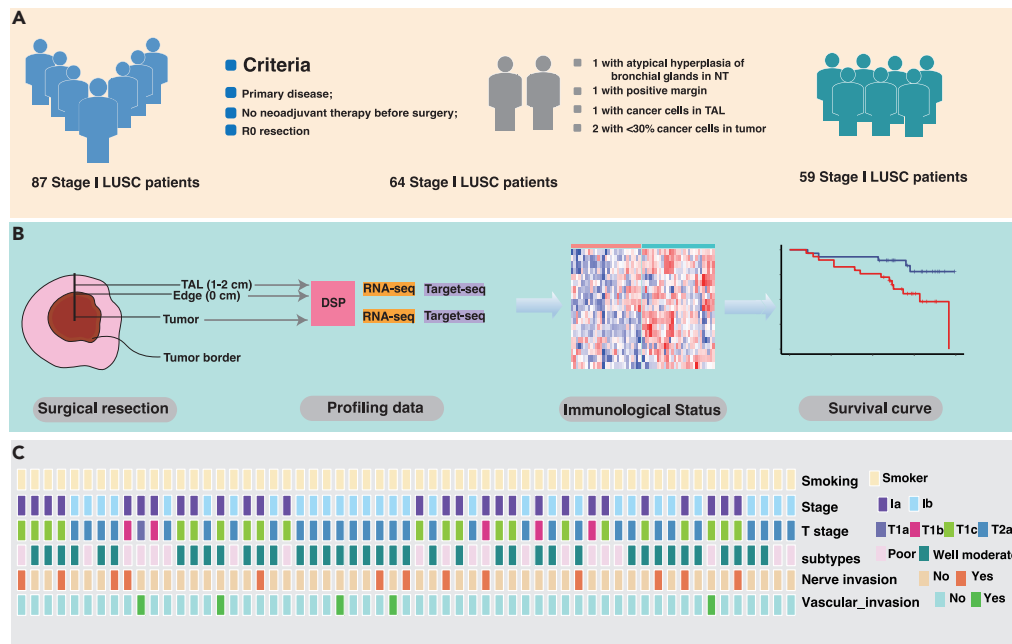 A
Criteria
Primary disease;
No neoadjuvant therapy before surgery;
R0 resection
87 Stage I LUSC patients
1 with atypical hyperplasia of
bronchial glands in NT
1 with positive margin
1 with cancer cells in TAL
2 with <30% cancer cells in tumor
64 Stage I LUSC patients
59 Stage I LUSC patients
B
TAL (1-2 cm)
Edge (0 cm)
Tumor
Tumor border
DSP
RNA-seq Target-seq
RNA-seq Target-seq
Surgical resection
Profiling data
Immunological Status
Survival curve
C
Smoking Smoker
Stage Ia Ib
T stage T1a T1b T1c T2a
subtypes Poor Well moderate
Nerve invasion No Yes
Vascular_invasion No Yes